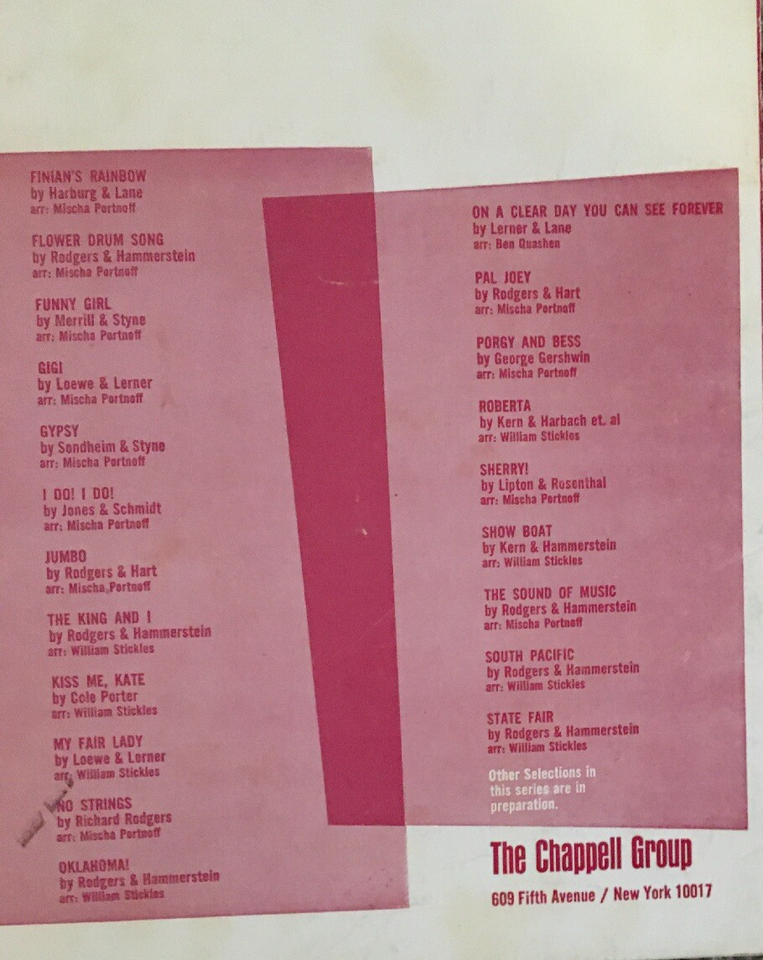 FINIAN'S RAINBOW
by Harburg & Lane
arr: Mischa Portnoff
FLOWER DRUM SONG
by Rodgers & Hammerstein
arr: Mischa Portnoff
FUNNY GIRL
by Merrill & Styne
arr: Mischa Portnoff
GIGI
by Loewe & Lerner
arr: Mischa Portnoff
GYPSY
by Sondheim & Styne
arr: Mischa Portnoff
I DO! I DO!
by Jones & Schmidt
arr: Mischa Portnoff
JUMBO
by Rodgers & Hart
arr: Mischa Portnoff
THE KING AND I
by Rodgers & Hammerstein
arr: William Stickles
KISS ME, KATE
by Cole Porter
arr: William Stickles
MY FAIR LADY
by Loewe & Lerner
arr: William Stickles
NO STRINGS
by Richard Rodgers
arr: Mischa Portnoff
OKLAHOMA!
by Rodgers & Hammerstein
arr: William Stickles
ON A CLEAR DAY YOU CAN SEE FOREVER
by Lerner & Lane
arr: Ben Quashen
PAL JOEY
by Rodgers & Hart
arr: Mischa Portnoff
PORGY AND BESS
by George Gershwin
arr: Mischa Portnoff
ROBERTA
by Kern & Harbach et. al
arr: William Stickles
SHERRY!
by Lipton & Rosenthal
arr: Mischa Portnoff
SHOW BOAT
by Kern & Hammerstein
arr: William Stickles
THE SOUND OF MUSIC
by Rodgers & Hammerstein
arr: Mischa Portnoff
SOUTH PACIFIC
by Rodgers & Hammerstein
arr: William Stickles
STATE FAIR
by Rodgers & Hammerstein
arr: William Stickles
Other Selections in
this series are in
preparation.
The Chappell Group
609 Fifth Avenue / New York 10017